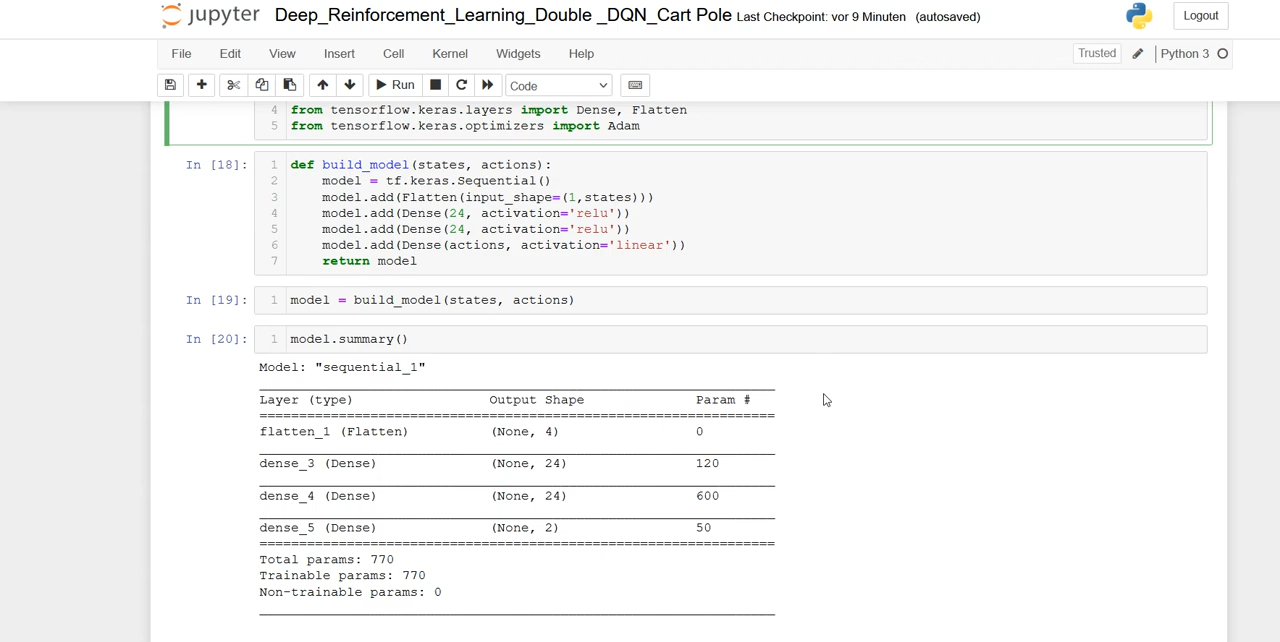 jupyter Deep_Reinforcement_Learning_Double _DQN_Cart Pole Last Checkpoint: vor 9 Minuten (autosaved) Logout
File Edit View Insert Cell Kernel Widgets Help Trusted Python 3
Run Code
4 from tensorflow.keras.layers import Dense, Flatten
5 from tensorflow.keras.optimizers import Adam
In [18]: 1 def build_model(states, actions):
2     model = tf.keras.Sequential()
3     model.add(Flatten(input_shape=(1,states)))
4     model.add(Dense(24, activation='relu'))
5     model.add(Dense(24, activation='relu'))
6     model.add(Dense(actions, activation='linear'))
7     return model
In [19]: 1 model = build_model(states, actions)
In [20]: 1 model.summary()
Model: "sequential_1"
Layer (type) Output Shape Param #
flatten_1 (Flatten) (None, 4) 0
dense_3 (Dense) (None, 24) 120
dense_4 (Dense) (None, 24) 600
dense_5 (Dense) (None, 2) 50
Total params: 770
Trainable params: 770
Non-trainable params: 0